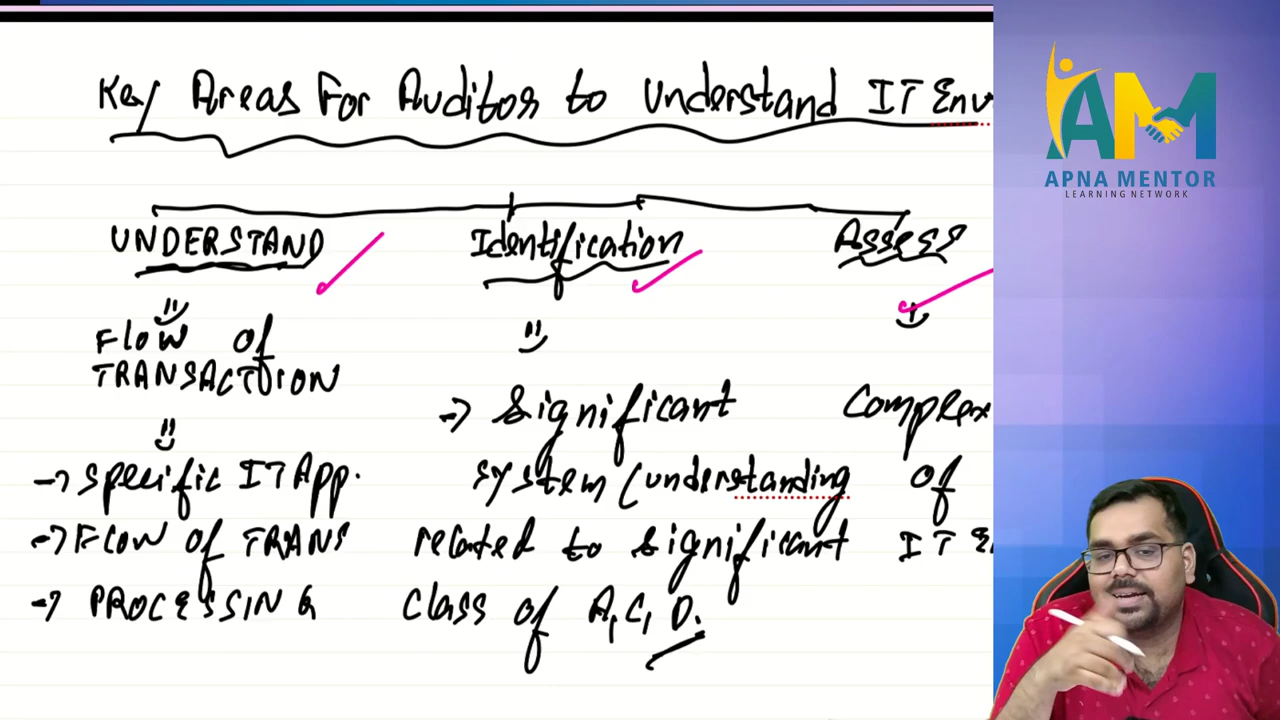 Key Areas For Auditor to Understand IT Env
UNDERSTAND
Identification
Assess
Flow of
TRANSACTION
-> Specific IT App.
-> Flow of TRANS
-> PROCESSING
-> Significant
system (understanding
related to significant
class of A, C, D.
Complex
of
IT E
AM
APNA MENTOR
LEARNING NETWORK